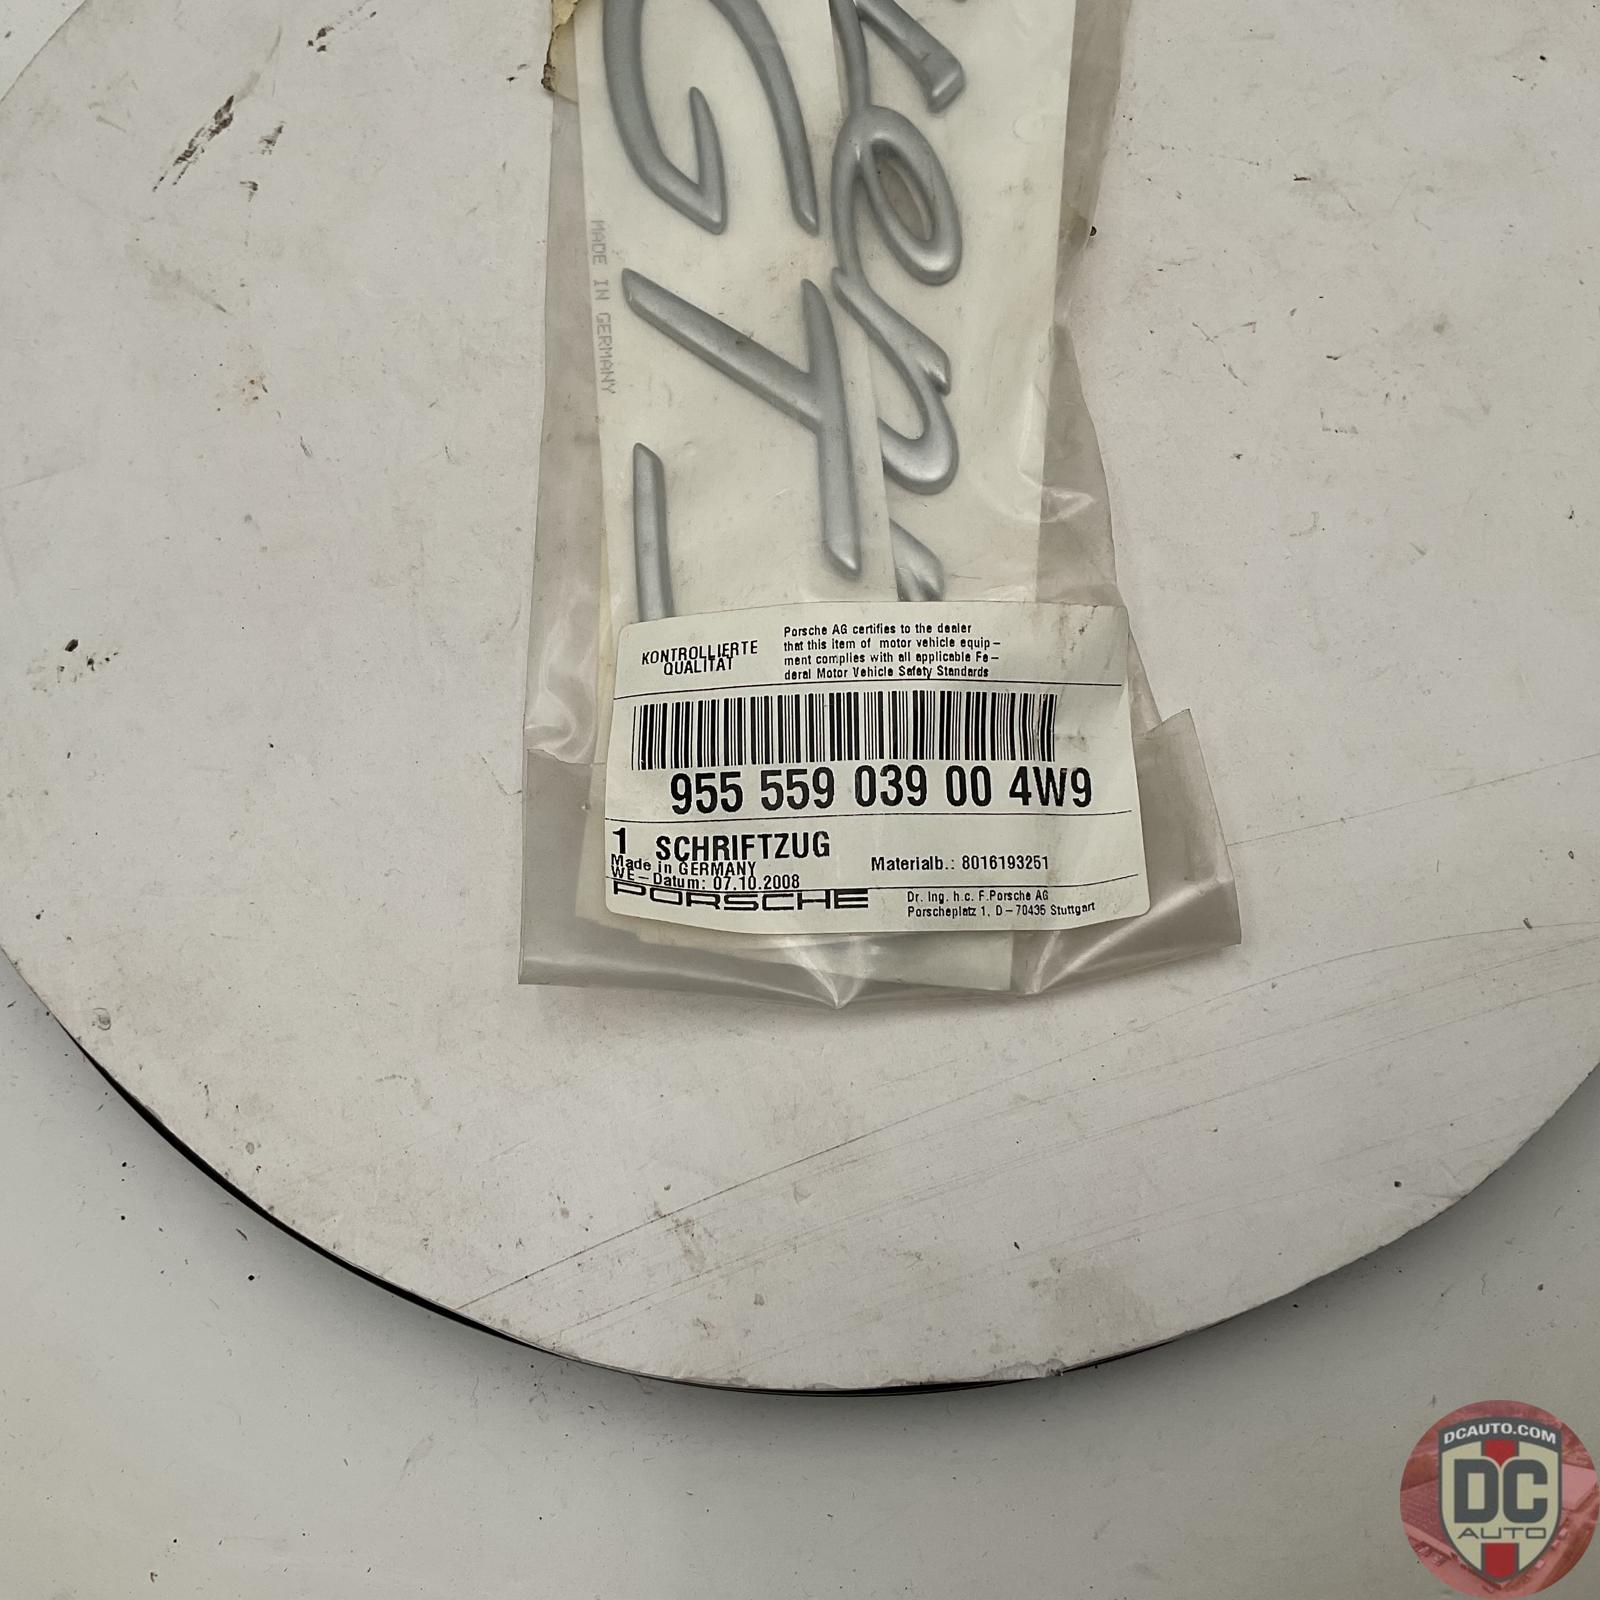 MADE IN GERMANY
KONTROLLIERTE
QUALITÄT
Porsche AG certifies to the dealer
that this item of motor vehicle equip-
ment complies with all applicable Fe-
deral Motor Vehicle Safety Standards
955 559 039 00 4W9
1 SCHRIFTZUG
Made in GERMANY
Materialb.: 8016193251
WE-Datum: 07.10.2008
PORSCHE
Dr. Ing. h.c. F.Porsche AG
Porscheplatz 1, D-70435 Stuttgart
DCAUTO.COM
DC
AUTO